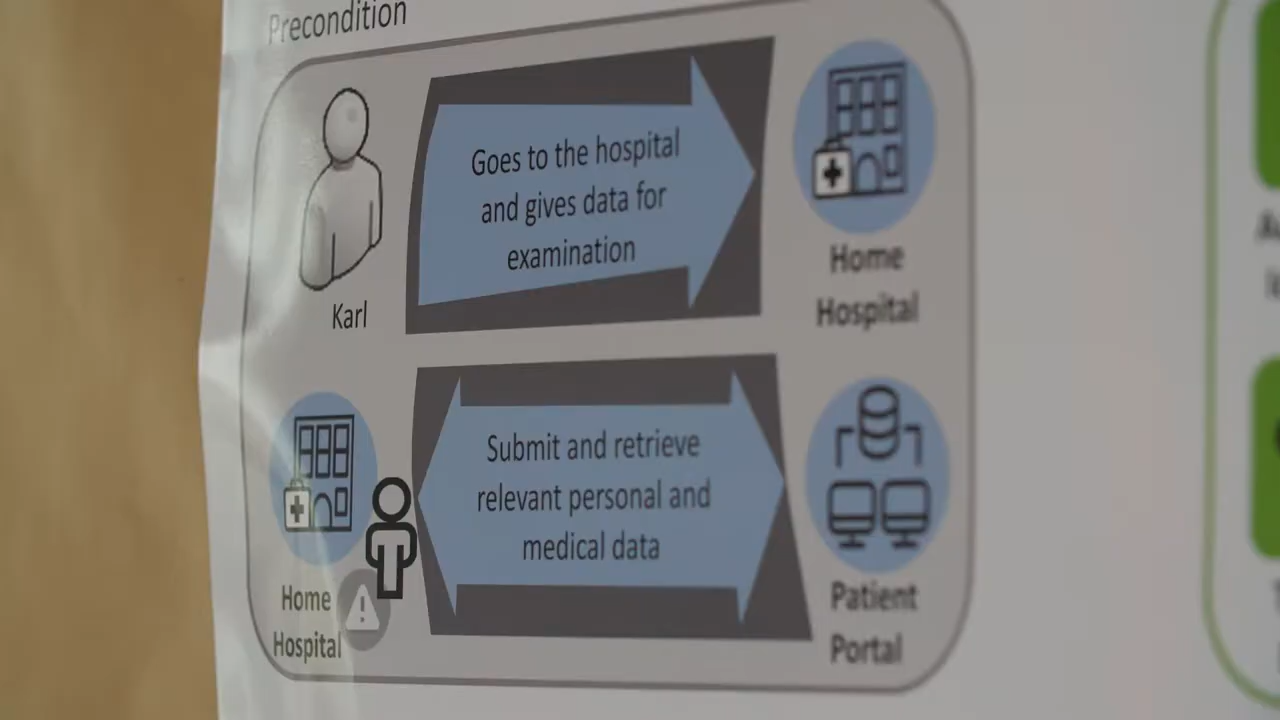 Precondition
Goes to the hospital
and gives data for
examination
Karl
Home
Hospital
Submit and retrieve
relevant personal and
medical data
Home
Hospital
Patient
Portal